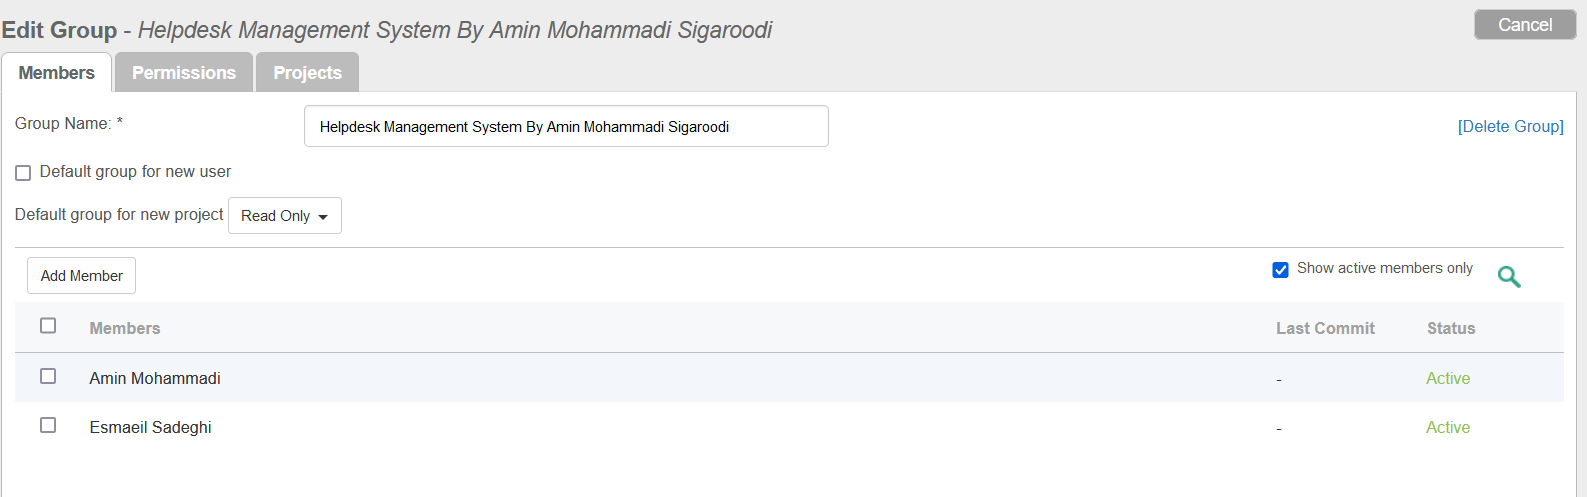 Edit Group - Helpdesk Management System By Amin Mohammadi Sigaroodi
Cancel
Members Permissions Projects
Group Name: * Helpdesk Management System By Amin Mohammadi Sigaroodi [Delete Group]
Default group for new user
Default group for new project Read Only
Add Member Show active members only
Members Last Commit Status
Amin Mohammadi - Active
Esmaeil Sadeghi - Active